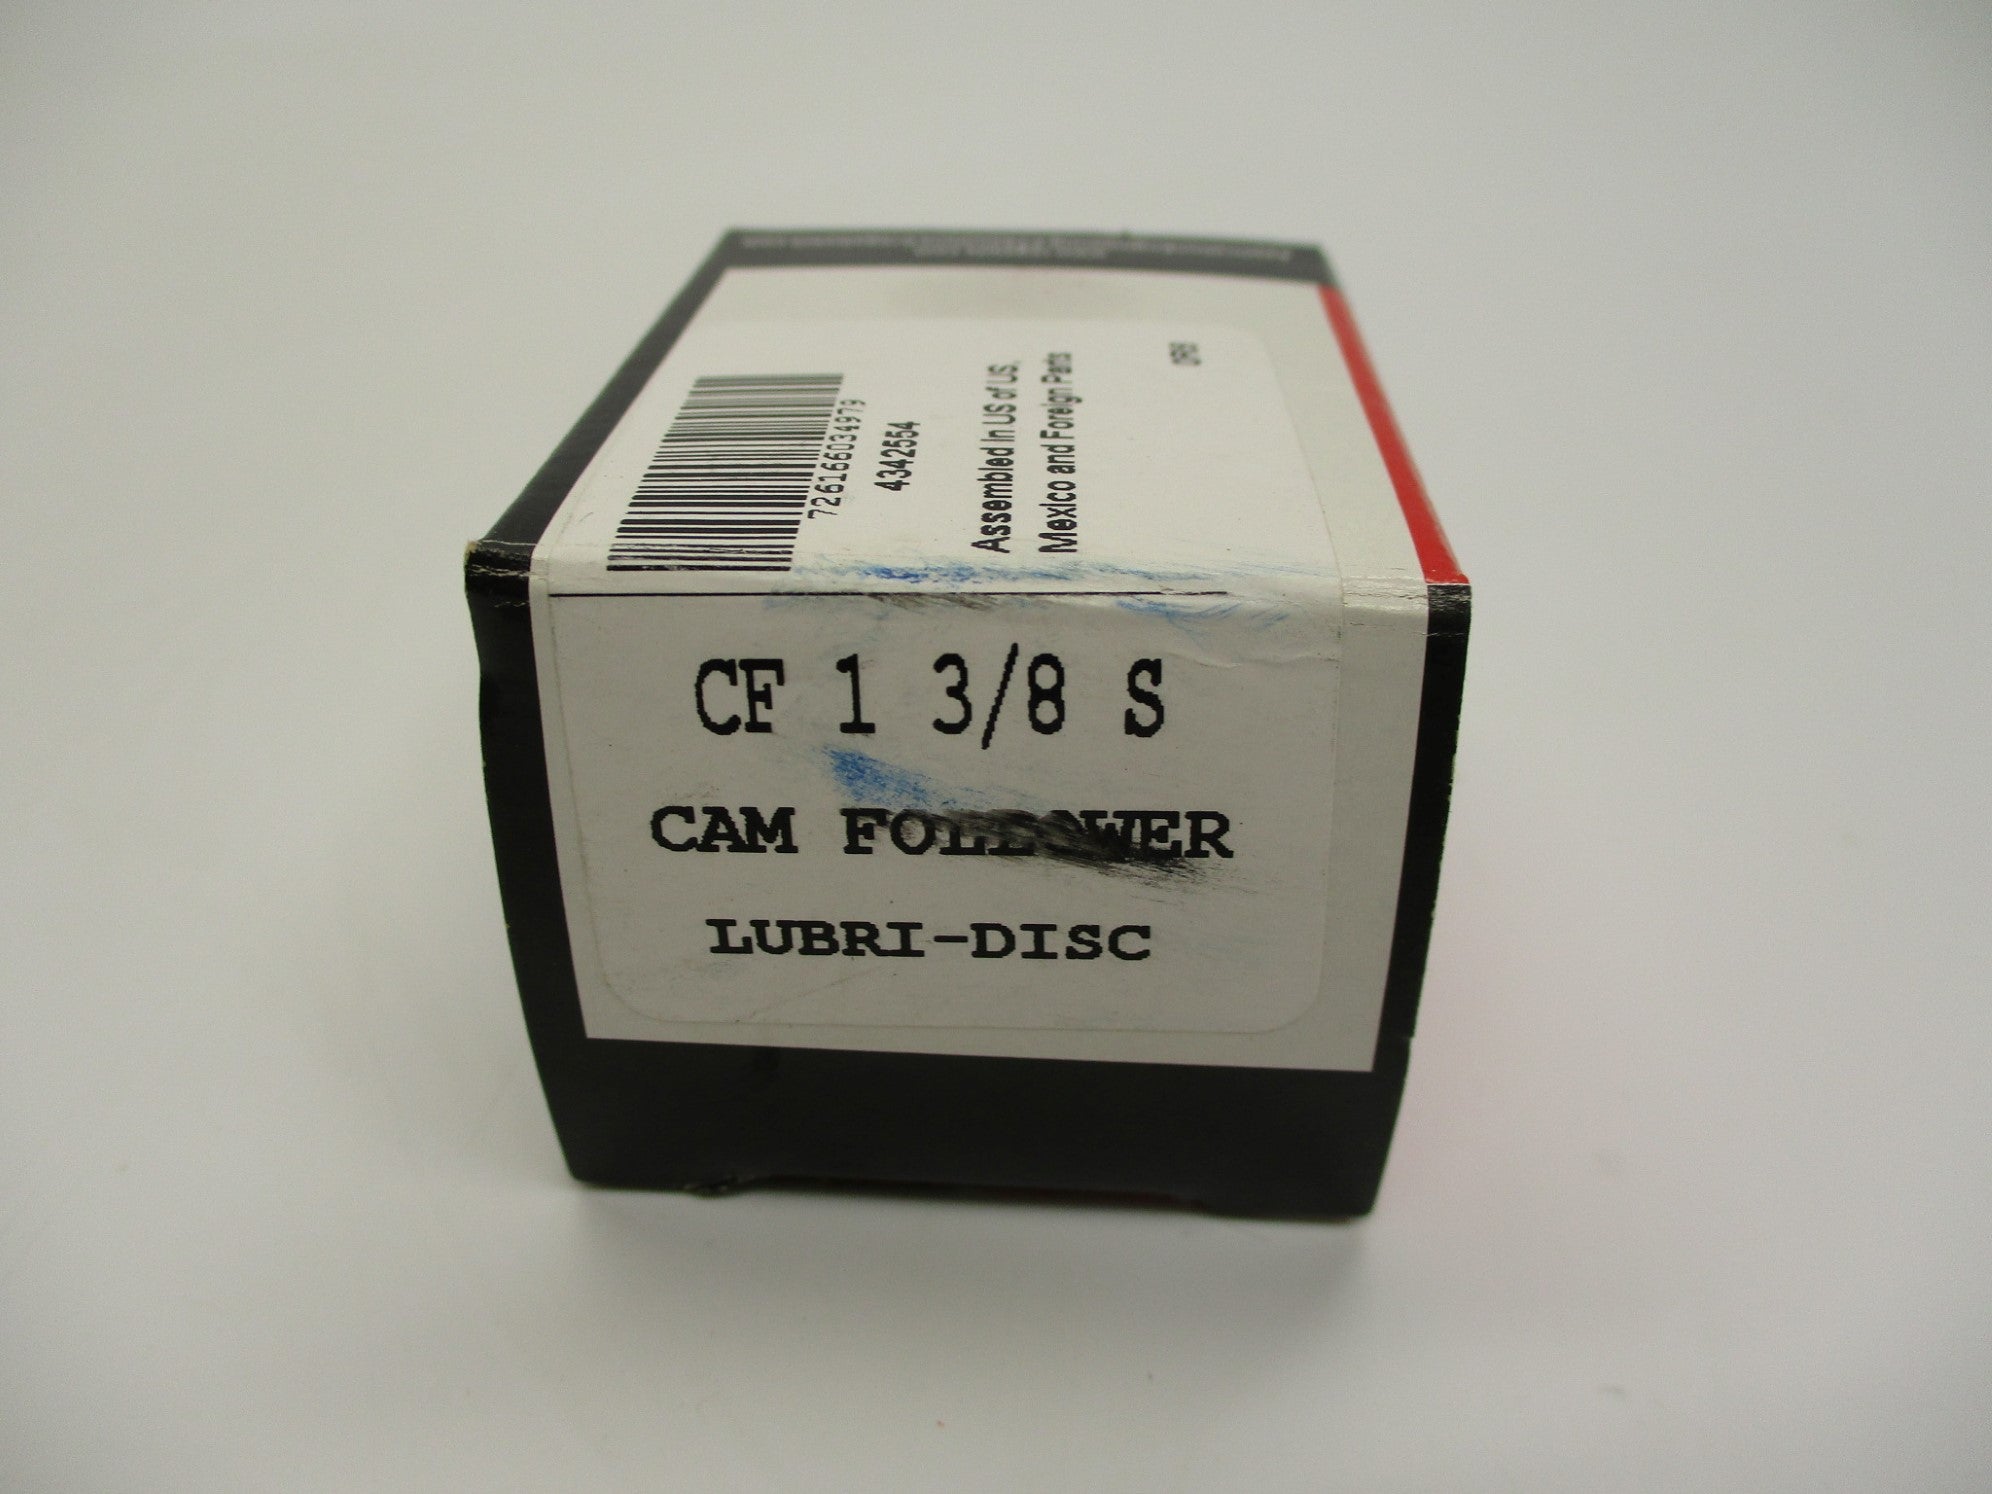 726166034979
4342554
Assembled in US of US,
Mexico and Foreign Parts
CF 1 3/8 S
CAM FOLLOWER
LUBRI-DISC